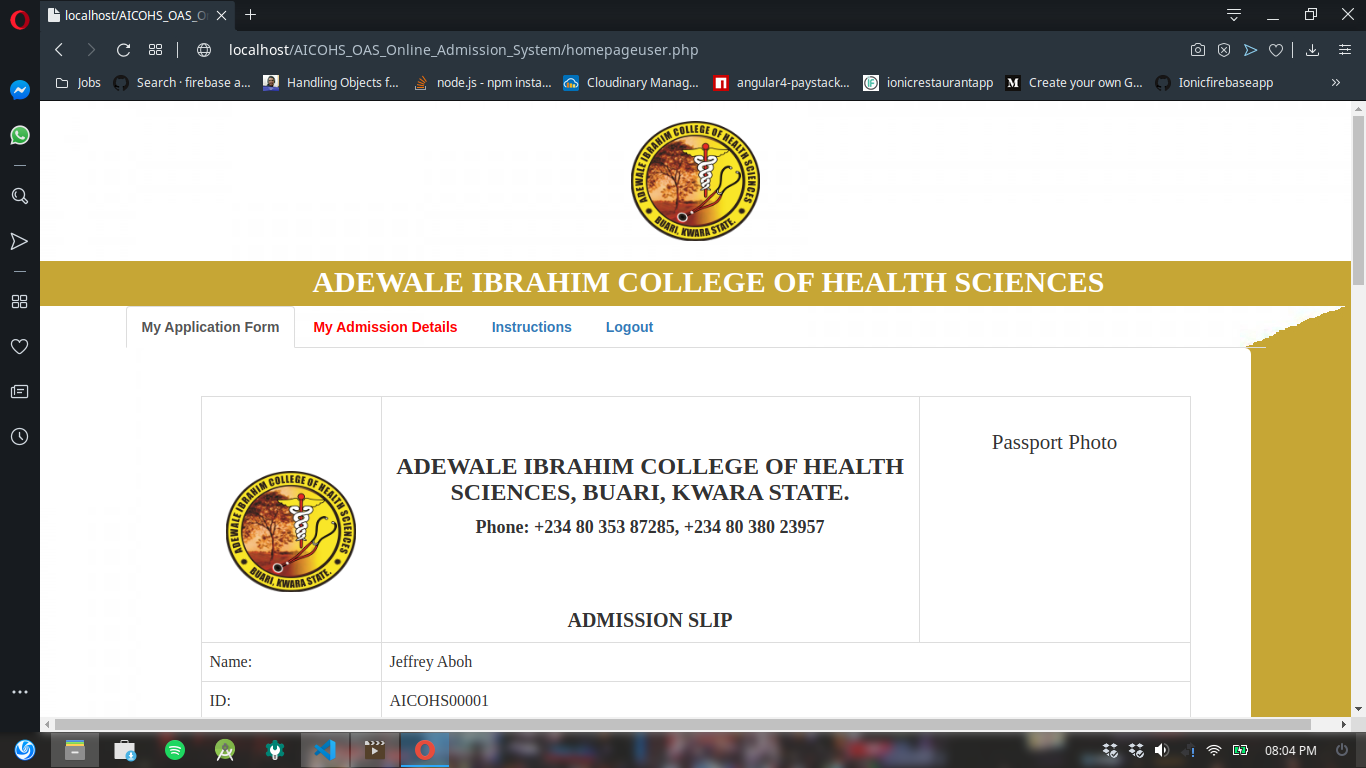 localhost/AICOHS_OAS_O
localhost/AICOHS_OAS_Online_Admission_System/homepageuser.php
Jobs
Search · firebase a...
Handling Objects f...
node.js - npm insta...
Cloudinary Manag...
angular4-paystack...
ionicrestaurantapp
Create your own G...
Ionicfirebaseapp
»
ADEWALE IBRAHIM COLLEGE OF HEALTH SCIENCES
BUARI, KWARA STATE.
ADEWALE IBRAHIM COLLEGE OF HEALTH SCIENCES
My Application Form
My Admission Details
Instructions
Logout
ADEWALE IBRAHIM COLLEGE OF HEALTH SCIENCES
BUARI, KWARA STATE.
ADEWALE IBRAHIM COLLEGE OF HEALTH
SCIENCES, BUARI, KWARA STATE.
Phone: +234 80 353 87285, +234 80 380 23957
ADMISSION SLIP
Passport Photo
Name: Jeffrey Aboh
ID: AICOHS00001
08:04 PM